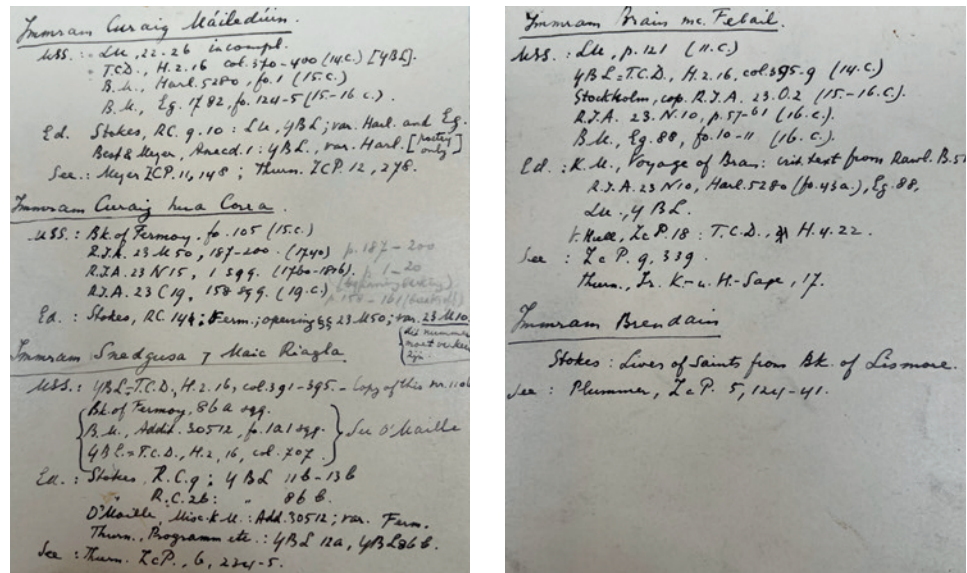 Immram Curaig Máiledúin.
MSS. :- LU, 22-26 incompl.
T.C.D., H.2.16 col. 370-400 (14.c.) [YBL].
B.M., Harl. 5280, fo. 1 (15.c.)
B.M., Eg. 1782, fo. 124-5 (15-16.c.).
Ed. Stokes, RC. 9.10 : LU, YBL; var. Harl. and Eg.
Best & Meyer, Anecd. 1 : YBL, var. Harl. [poetry only]
See. : Meyer ZCP. 11, 148 ; Thurn. ZCP. 12, 278.
Immram Curaig hua Corra.
MSS. : Bk. of Fermoy, fo. 105 (15.c.)
R.I.A. 23 M 50, 187-200. (1740) p. 187-200
R.I.A. 23 N 15, 1 sqq. (1760-1816) p. 1-20
R.I.A. 23 C 19, 158 sqq. (19.c.)
Ed. : Stokes, RC. 14 ; Ferm.; opening §§ 23 M50; var. 23 M10.
dit nummer moet
Immram Snedgusa 7 Maic Riagla.
MSS. : YBL = T.C.D., H.2.16, col. 391-395. - Copy of this
Bk. of Fermoy, 86a sqq.
B.M., Addit. 30512, fo. 1a1 sqq. See O'Maille
YBL = T.C.D., H.2.16, col. 707.
Ed. : Stokes, R.C. 9 ; YBL 11b-13b
" R.C. 26 : " 86 b.
O'Maille, Misc. K.M. : Add. 30512 ; var. Ferm.
Thurn., Programm etc. : YBL 12a, YBL 86 b.
See : Thurn. ZCP., 6, 234-5.
Immram Brain mc. Febail.
MSS. : LU, p. 121 (11.c.)
YBL = T.C.D., H.2.16, col. 395-9 (14.c.)
Stockholm, cop. R.I.A. 23.O.2 (15.-16.c.).
R.I.A. 23.N.10, p. 57-61 (16.c.).
B.M., Eg. 88, fo. 10-11 (16.c.).
Ed. : K.M., Voyage of Bran : text from Rawl. B.5
R.I.A. 23 N10, Harl. 5280 (fo. 43a.), Eg. 88,
LU., YBL.
V. Hull, ZCP. 18 : T.C.D., H.4.22.
See : ZCP. 9, 339.
Thurn., Ir. K.-u. H.-Sage, 17.
Immram Brendain
Stokes : Lives of Saints from Bk. of Lismore.
See : Plummer, ZCP. 5, 124-41.